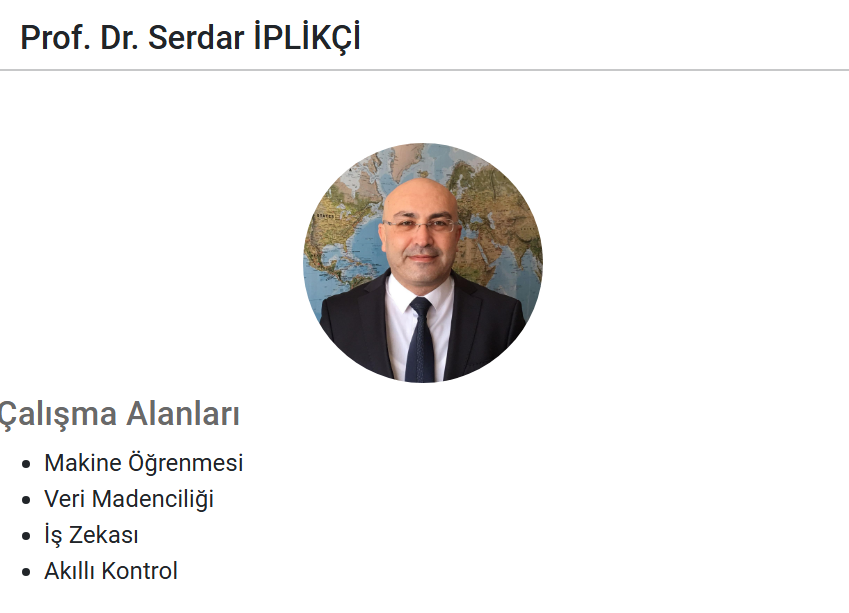 Prof. Dr. Serdar İPLİKÇİ
Çalışma Alanları
Makine Öğrenmesi
Veri Madenciliği
İş Zekası
Akıllı Kontrol